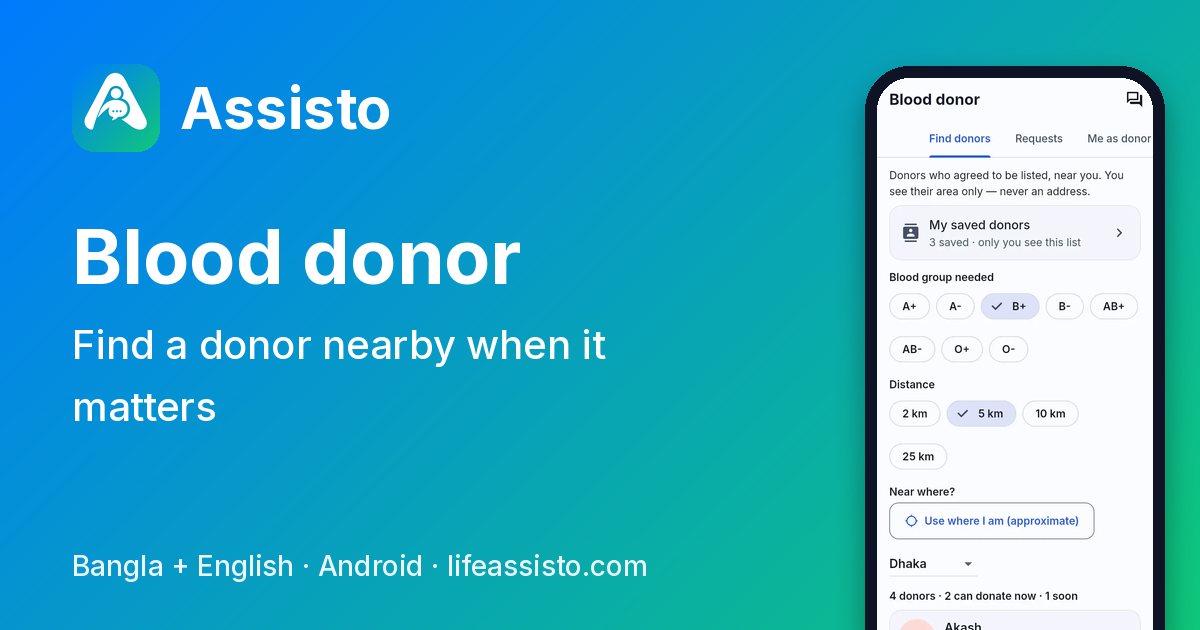 Assisto
Blood donor
Find a donor nearby when it
matters
Bangla + English · Android · lifeassisto.com
Blood donor
Find donors
Requests
Me as donor
Donors who agreed to be listed, near you. You
see their area only — never an address.
My saved donors
3 saved · only you see this list
Blood group needed
A+ A- B+ B- AB+
AB- O+ O-
Distance
2 km 5 km 10 km
25 km
Near where?
Use where I am (approximate)
Dhaka
4 donors · 2 can donate now · 1 soon
Akash